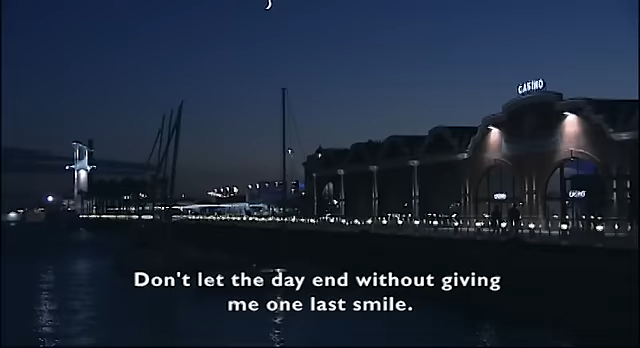 CASINO
Don't let the day end without giving
me one last smile.